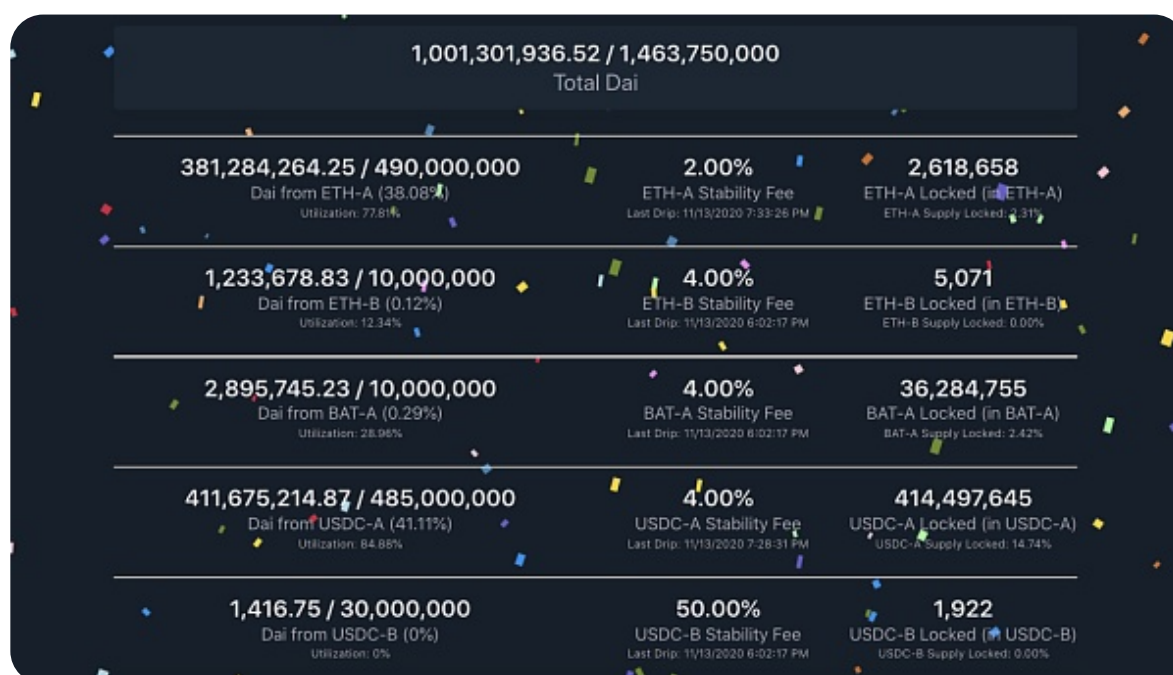 1,001,301,936.52 / 1,463,750,000
Total Dai
381,284,264.25 / 490,000,000 2.00% 2,618,658
Dai from ETH-A (38.08%) ETH-A Stability Fee ETH-A Locked (in ETH-A)
Utilization: 77.81% Last Drip: 11/13/2020 7:33:26 PM ETH-A Supply Locked: 2.31%
1,233,678.83 / 10,000,000 4.00% 5,071
Dai from ETH-B (0.12%) ETH-B Stability Fee ETH-B Locked (in ETH-B)
Utilization: 12.34% Last Drip: 11/13/2020 6:02:17 PM ETH-B Supply Locked: 0.00%
2,895,745.23 / 10,000,000 4.00% 36,284,755
Dai from BAT-A (0.29%) BAT-A Stability Fee BAT-A Locked (in BAT-A)
Utilization: 28.96% Last Drip: 11/13/2020 6:02:17 PM BAT-A Supply Locked: 2.42%
411,675,214.87 / 485,000,000 4.00% 414,497,645
Dai from USDC-A (41.11%) USDC-A Stability Fee USDC-A Locked (in USDC-A)
Utilization: 84.88% Last Drip: 11/13/2020 7:28:31 PM USDC-A Supply Locked: 14.74%
1,416.75 / 30,000,000 50.00% 1,922
Dai from USDC-B (0%) USDC-B Stability Fee USDC-B Locked (in USDC-B)
Utilization: 0% Last Drip: 11/13/2020 6:02:17 PM USDC-B Supply Locked: 0.00%